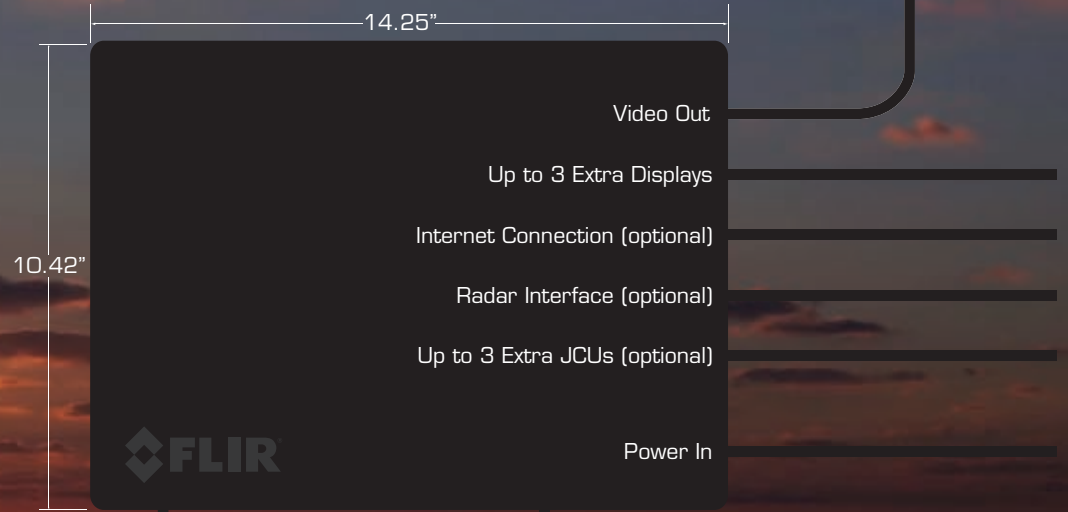 14.25”
Video Out
Up to 3 Extra Displays
Internet Connection (optional)
10.42”
Radar Interface (optional)
Up to 3 Extra JCUs (optional)
FLIR
Power In